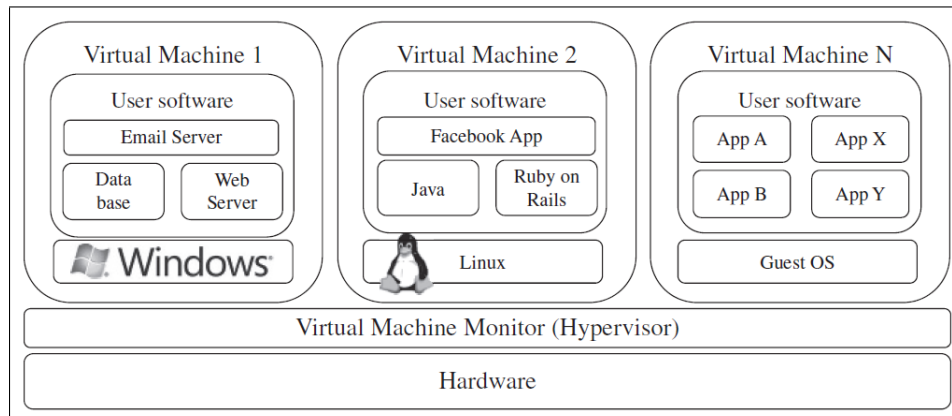 Virtual Machine 1
User software
Email Server
Data
base
Web
Server
Windows
Virtual Machine 2
User software
Facebook App
Java
Ruby on
Rails
Linux
Virtual Machine N
User software
App A
App X
App B
App Y
Guest OS
Virtual Machine Monitor (Hypervisor)
Hardware